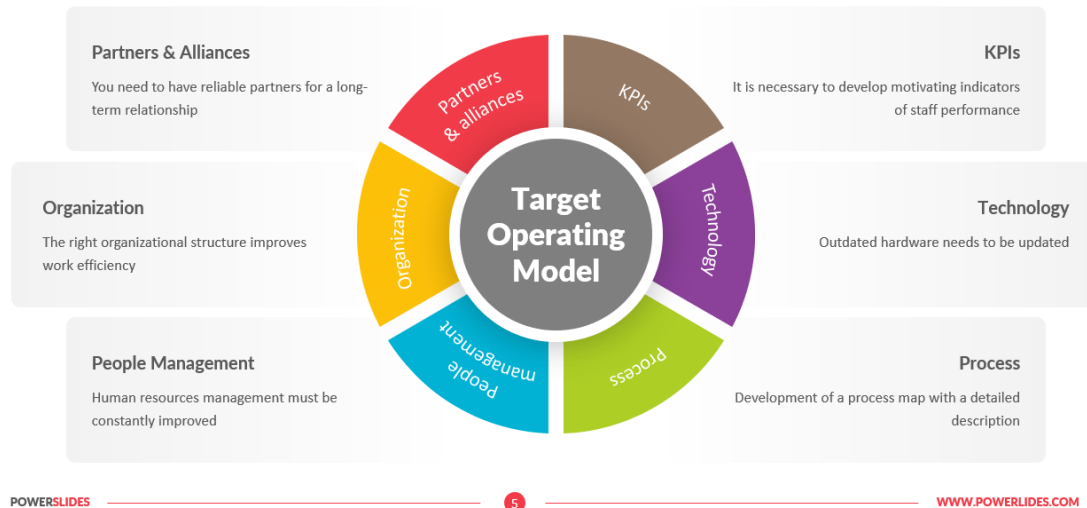 Partners & Alliances
You need to have reliable partners for a long-
term relationship
Organization
The right organizational structure improves
work efficiency
People Management
Human resources management must be
constantly improved
Partners
& alliances
KPIs
Organization
Target
Operating
Model
Technology
People
management
Process
KPIs
It is necessary to develop motivating indicators
of staff performance
Technology
Outdated hardware needs to be updated
Process
Development of a process map with a detailed
description
POWERSLIDES
5
WWW.POWERLIDES.COM